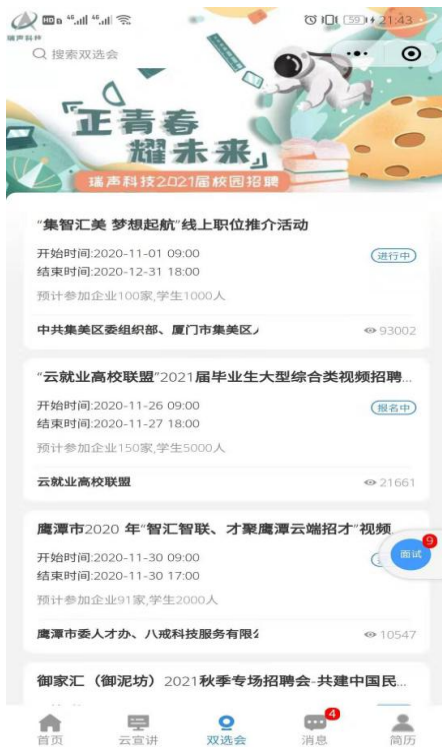 HD 46 46 59 21:43
瑞声科技
搜索双选会
「正青春
耀未来」
瑞声科技2021届校园招聘
“集智汇美 梦想起航”线上职位推介活动
开始时间:2020-11-01 09:00
进行中
结束时间:2020-12-31 18:00
预计参加企业100家,学生1000人
中共集美区委组织部、厦门市集美区
93002
“云就业高校联盟”2021届毕业生大型综合类视频招聘...
开始时间:2020-11-26 09:00
报名中
结束时间:2020-11-27 18:00
预计参加企业150家,学生5000人
云就业高校联盟
21661
鹰潭市2020 年“智汇智联、才聚鹰潭云端招才”视频
9
开始时间:2020-11-30 09:00
面试
结束时间:2020-11-30 17:00
预计参加企业91家,学生2000人
鹰潭市委人才办、八戒科技服务有限
10547
御家汇（御泥坊）2021秋季专场招聘会-共建中国民...
4
首页 云宣讲 双选会 消息 简历